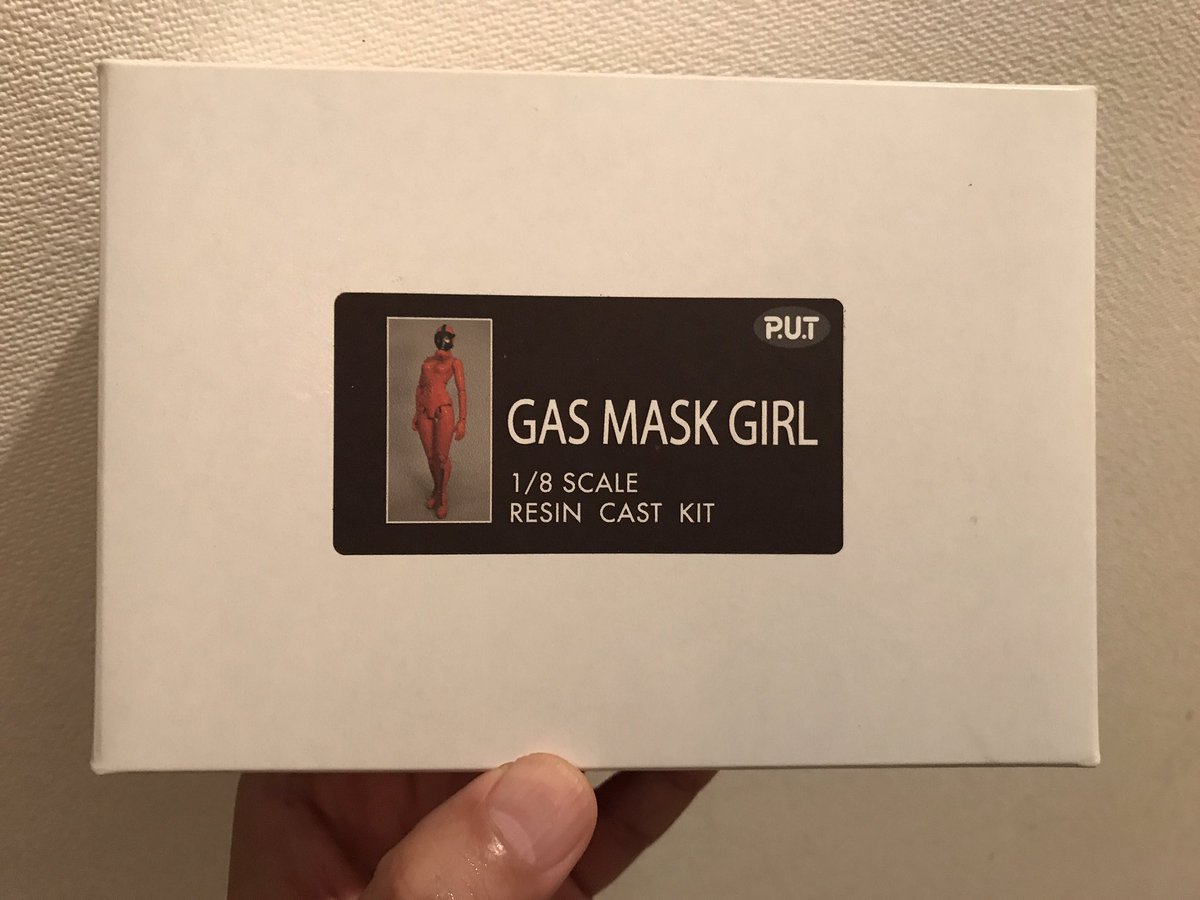 P.U.T
GAS MASK GIRL
1/8 SCALE
RESIN CAST KIT